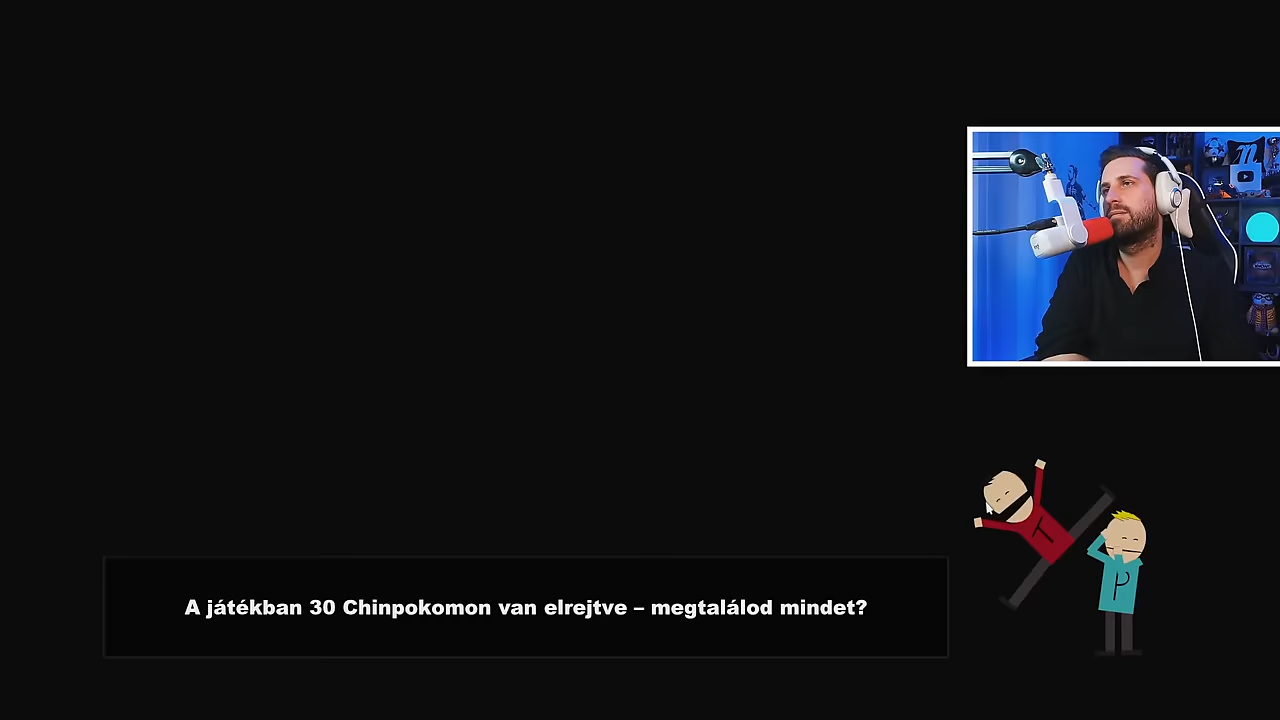 A játékban 30 Chinpokomon van elrejtve – megtalálod mindet?
T
P